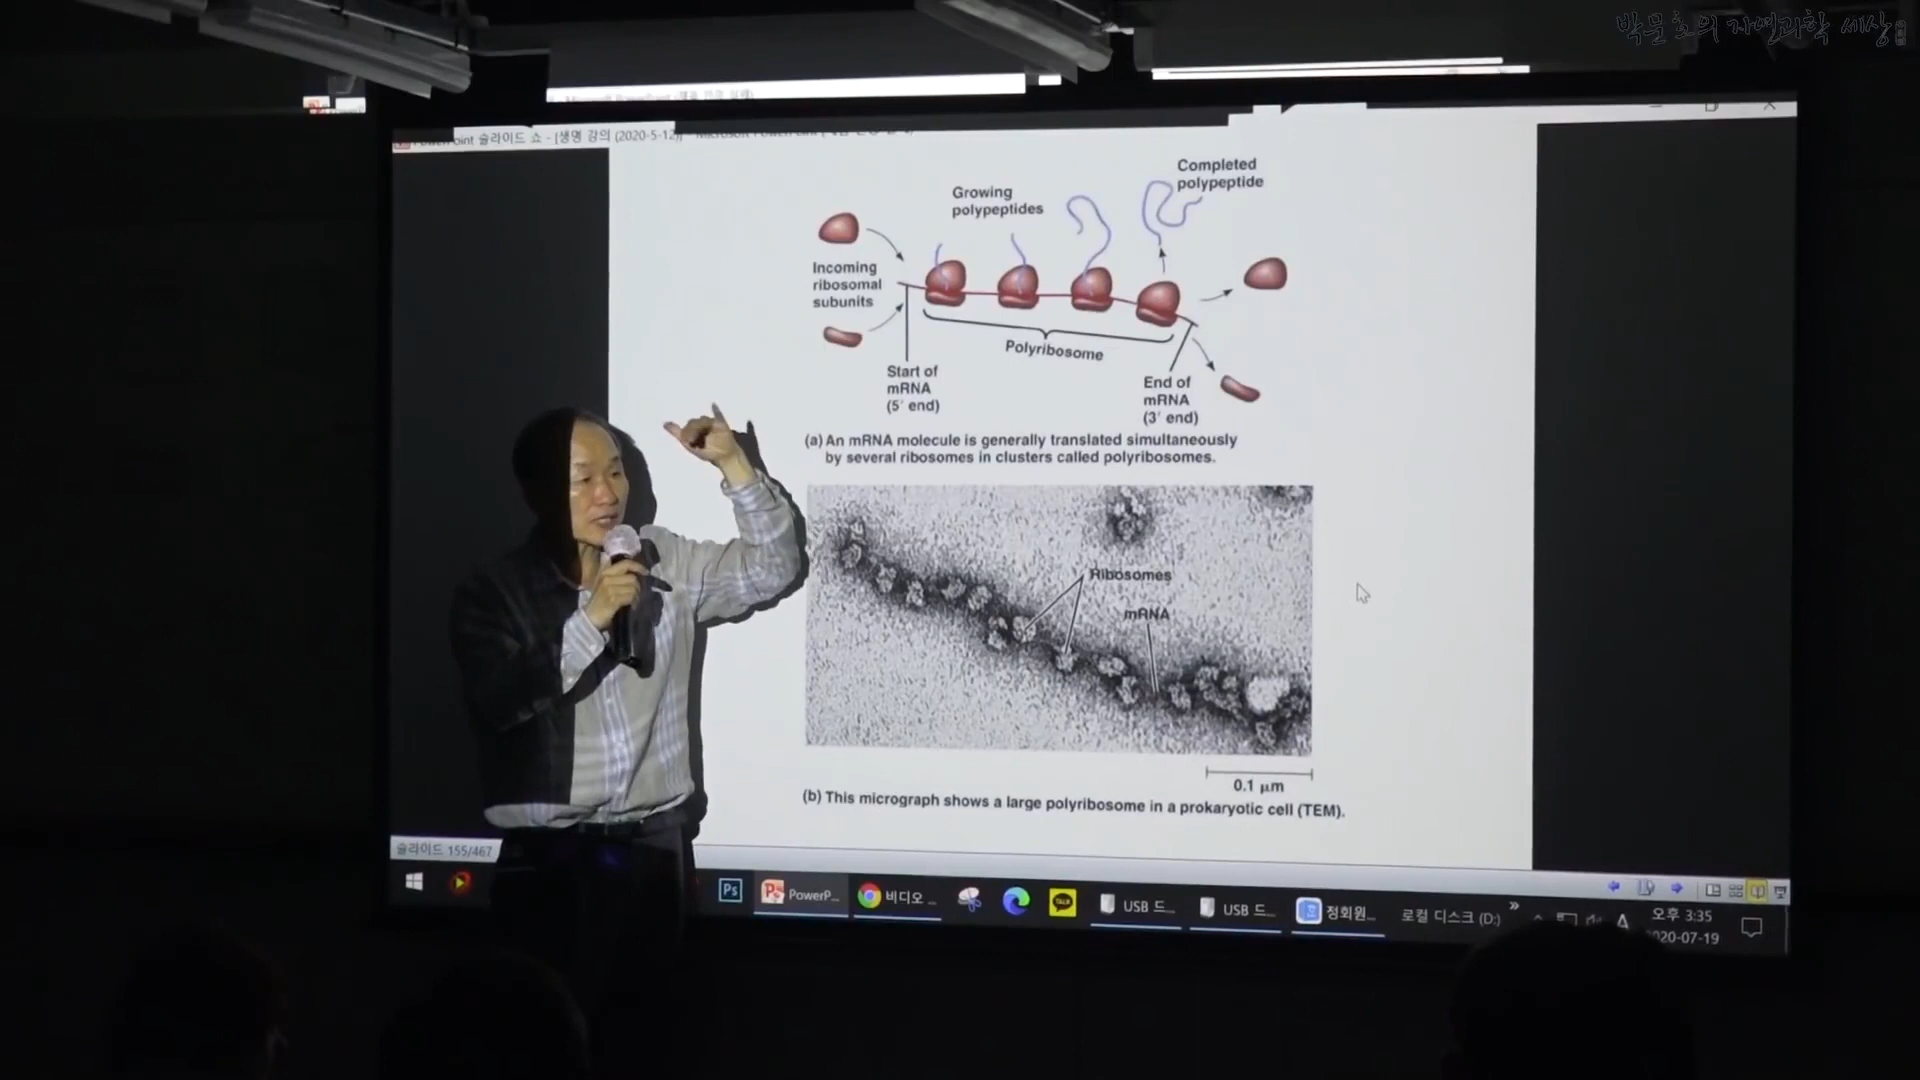 박문호의 자연과학 세상
PowerPoint 슬라이드 쇼 - [생명 강의 (2020-5-12)]
Completed
polypeptide
Growing
polypeptides
Incoming
ribosomal
subunits
Polyribosome
Start of
mRNA
(5′ end)
End of
mRNA
(3′ end)
(a) An mRNA molecule is generally translated simultaneously
by several ribosomes in clusters called polyribosomes.
Ribosomes
mRNA
0.1 μm
(b) This micrograph shows a large polyribosome in a prokaryotic cell (TEM).
슬라이드 155/467
Ps
PowerP...
비디오 ...
TALK
USB 드...
USB 드...
정회원...
로컬 디스크 (D:)
A
오후 3:35
2020-07-19